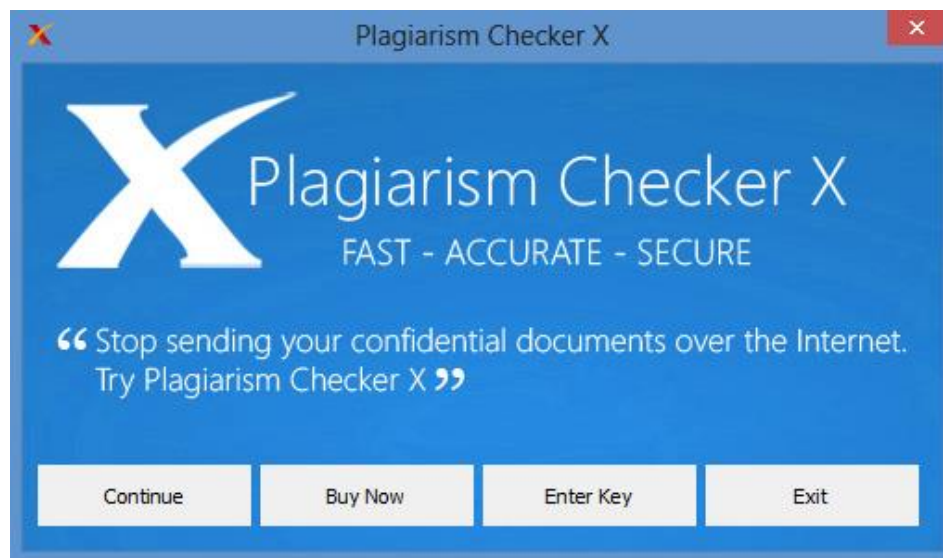 Plagiarism Checker X
Plagiarism Checker X
FAST - ACCURATE - SECURE
“ Stop sending your confidential documents over the Internet.
Try Plagiarism Checker X ”
Continue Buy Now Enter Key Exit